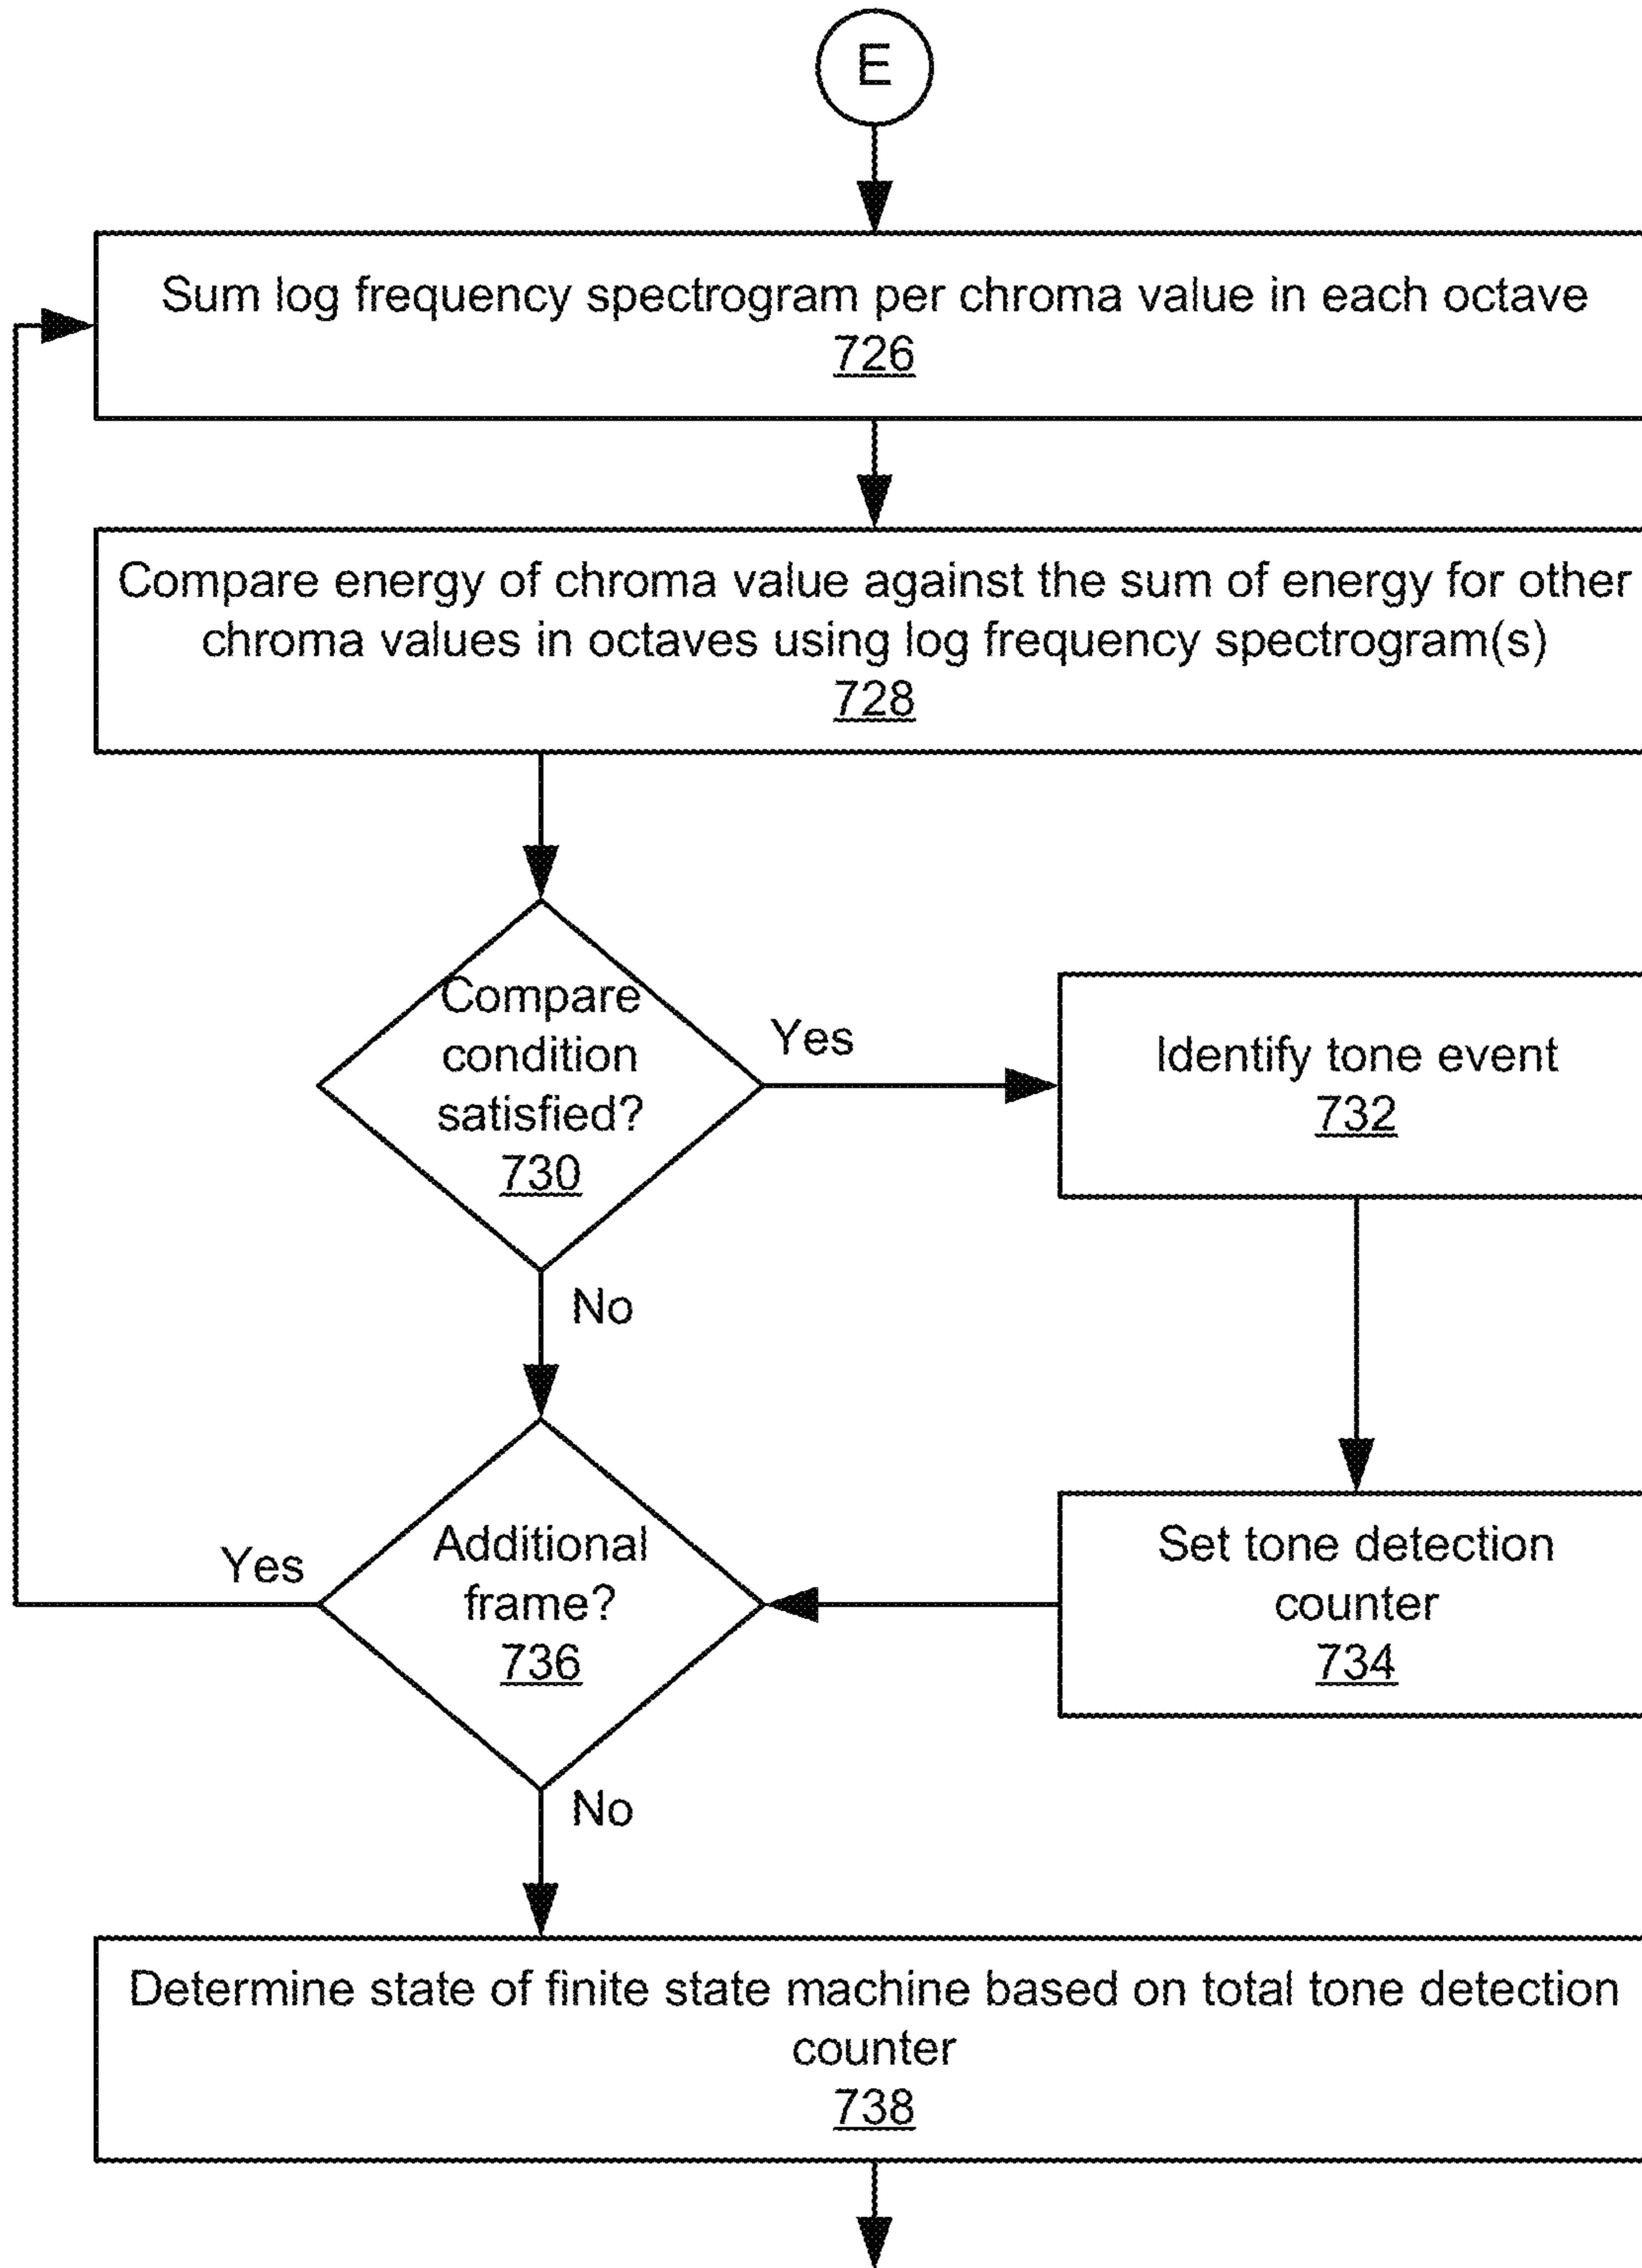 E
Sum log frequency spectrogram per chroma value in each octave
726
Compare energy of chroma value against the sum of energy for other
chroma values in octaves using log frequency spectrogram(s)
728
Compare
condition
satisfied?
730
Yes
Identify tone event
732
No
Additional
frame?
736
Yes
Set tone detection
counter
734
No
Determine state of finite state machine based on total tone detection
counter
738